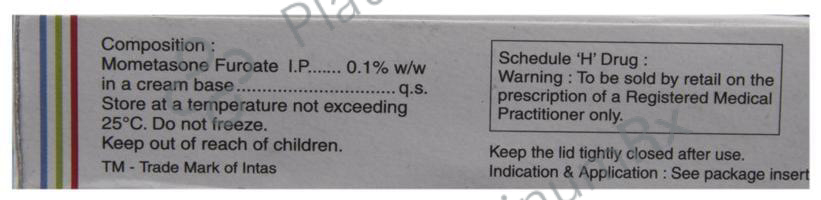 Composition :
Mometasone Furoate I.P....... 0.1% w/w
in a cream base............................... q.s.
Store at a temperature not exceeding
25°C. Do not freeze.
Keep out of reach of children.
TM - Trade Mark of Intas
Schedule 'H' Drug :
Warning : To be sold by retail on the
prescription of a Registered Medical
Practitioner only.
Keep the lid tightly closed after use.
Indication & Application : See package insert